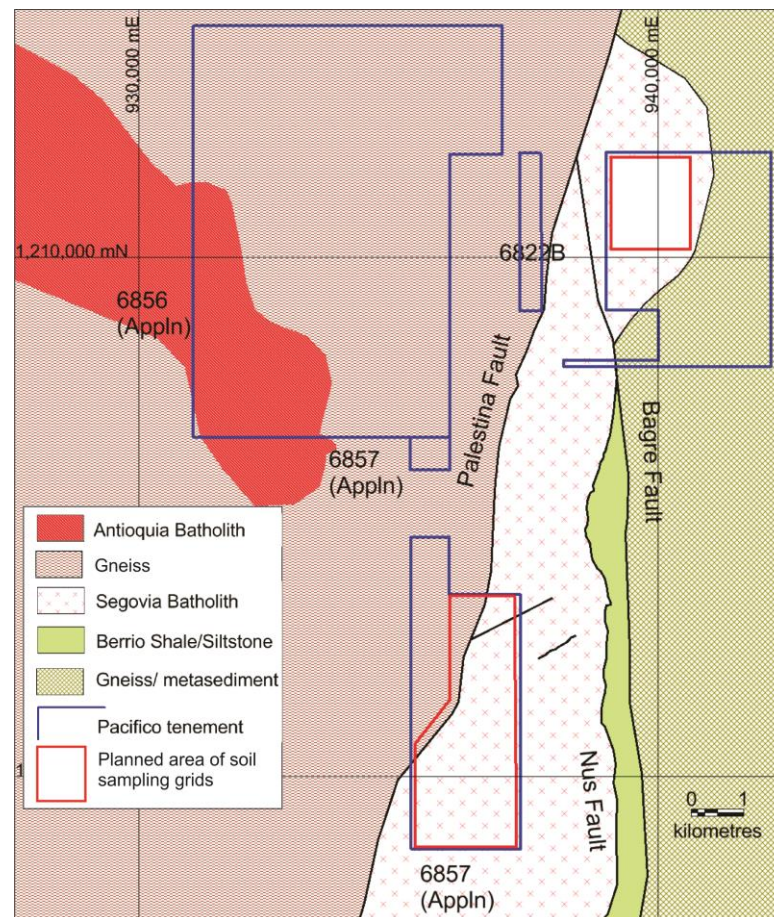 930,000 mE
940,000 mE
1,210,000 mN
6822B
6856
(Appln)
Palestina Fault
Bagre Fault
6857
(Appln)
Antioquia Batholith
Gneiss
Segovia Batholith
Berrio Shale/Siltstone
Gneiss/ metasediment
Pacifico tenement
Planned area of soil
sampling grids
1
Nus Fault
0 1
kilometres
6857
(Appln)